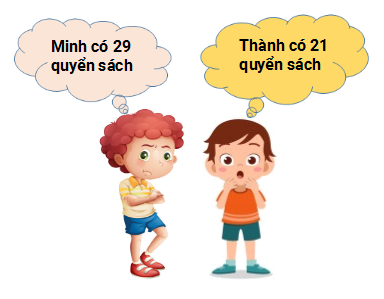 Minh có 29
quyển sách
Thành có 21
quyển sách